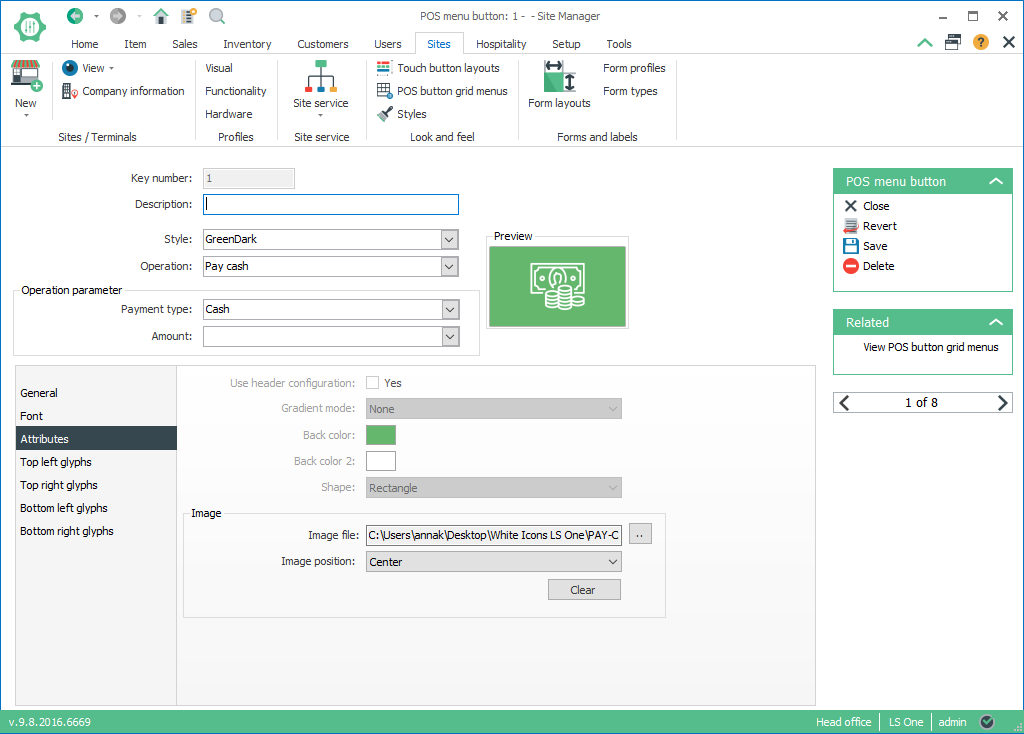 POS menu button: 1 - - Site Manager
Home Item Sales Inventory Customers Users Sites Hospitality Setup Tools
New
View
Company information
Sites / Terminals
Visual
Functionality
Hardware
Profiles
Site service
Site service
Touch button layouts
POS button grid menus
Styles
Look and feel
Form layouts
Form profiles
Form types
Forms and labels
Key number: 1
Description:
Style: GreenDark
Operation: Pay cash
Operation parameter
Payment type: Cash
Amount:
Preview
General
Font
Attributes
Top left glyphs
Top right glyphs
Bottom left glyphs
Bottom right glyphs
Use header configuration: Yes
Gradient mode: None
Back color:
Back color 2:
Shape: Rectangle
Image
Image file: C:\Users\annak\Desktop\White Icons LS One\PAY-C ..
Image position: Center
Clear
POS menu button
Close
Revert
Save
Delete
Related
View POS button grid menus
1 of 8
v.9.8.2016.6669
Head office LS One admin